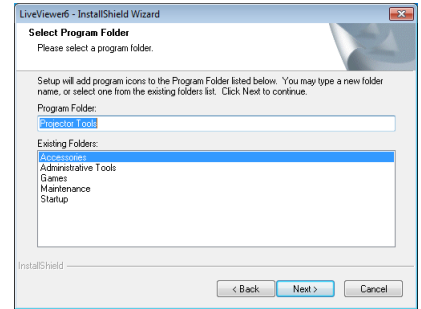 LiveViewer6 - InstallShield Wizard
Select Program Folder
Please select a program folder.
Setup will add program icons to the Program Folder listed below. You may type a new folder
name, or select one from the existing folders list. Click Next to continue.
Program Folder:
Projector Tools
Existing Folders:
Accessories
Administrative Tools
Games
Maintenance
Startup
InstallShield
< Back
Next >
Cancel